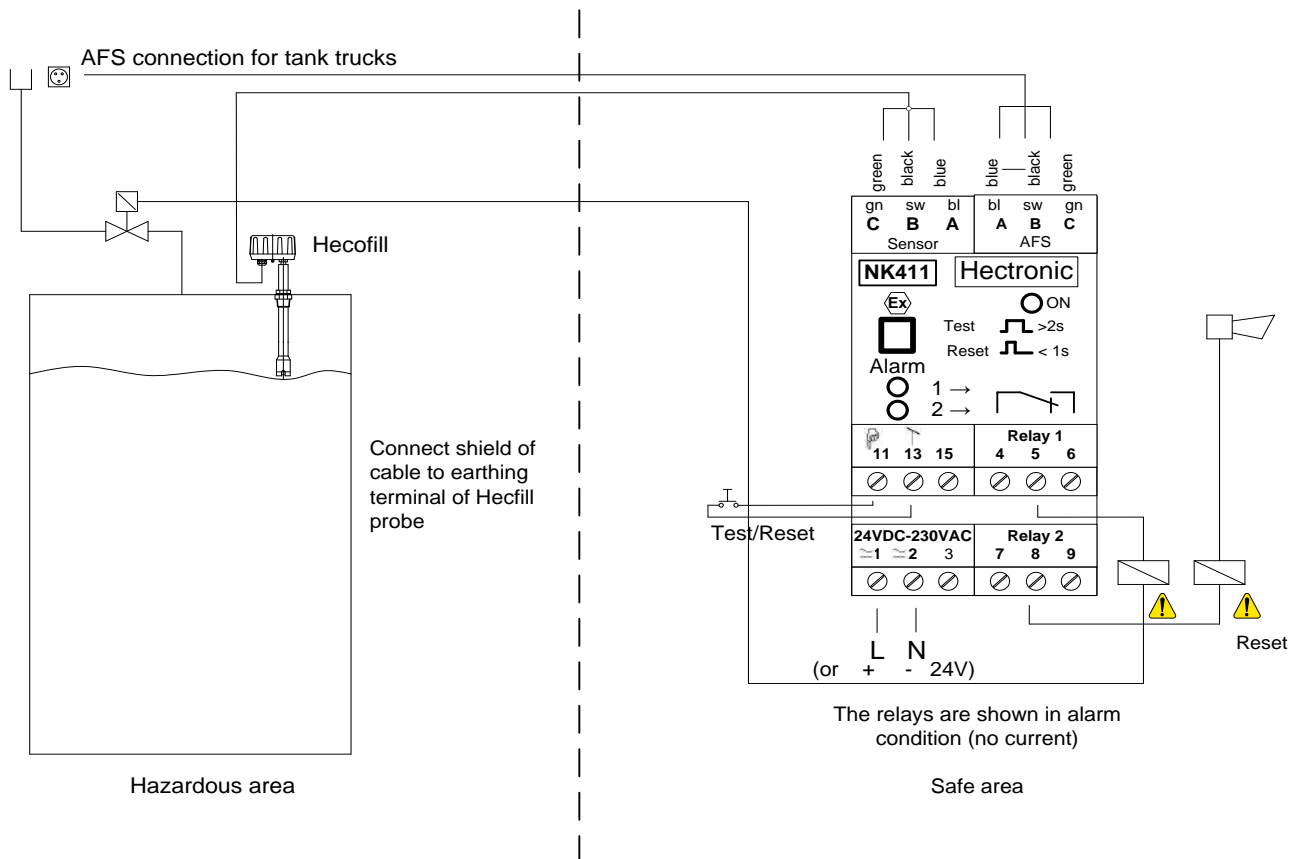 AFS connection for tank trucks
green
black
blue
blue
black
green
gn sw bl
C B A
Sensor
bl sw gn
A B C
AFS
Hecofill
NK411
Hectronic
Ex
ON
Test >2s
Reset < 1s
Alarm
1 →
2 →
Connect shield of
cable to earthing
terminal of Hecfill
probe
11 13 15
Relay 1
4 5 6
Test/Reset
24VDC-230VAC
≃1 ≃2 3
Relay 2
7 8 9
Reset
L N
(or + - 24V)
The relays are shown in alarm
condition (no current)
Hazardous area
Safe area